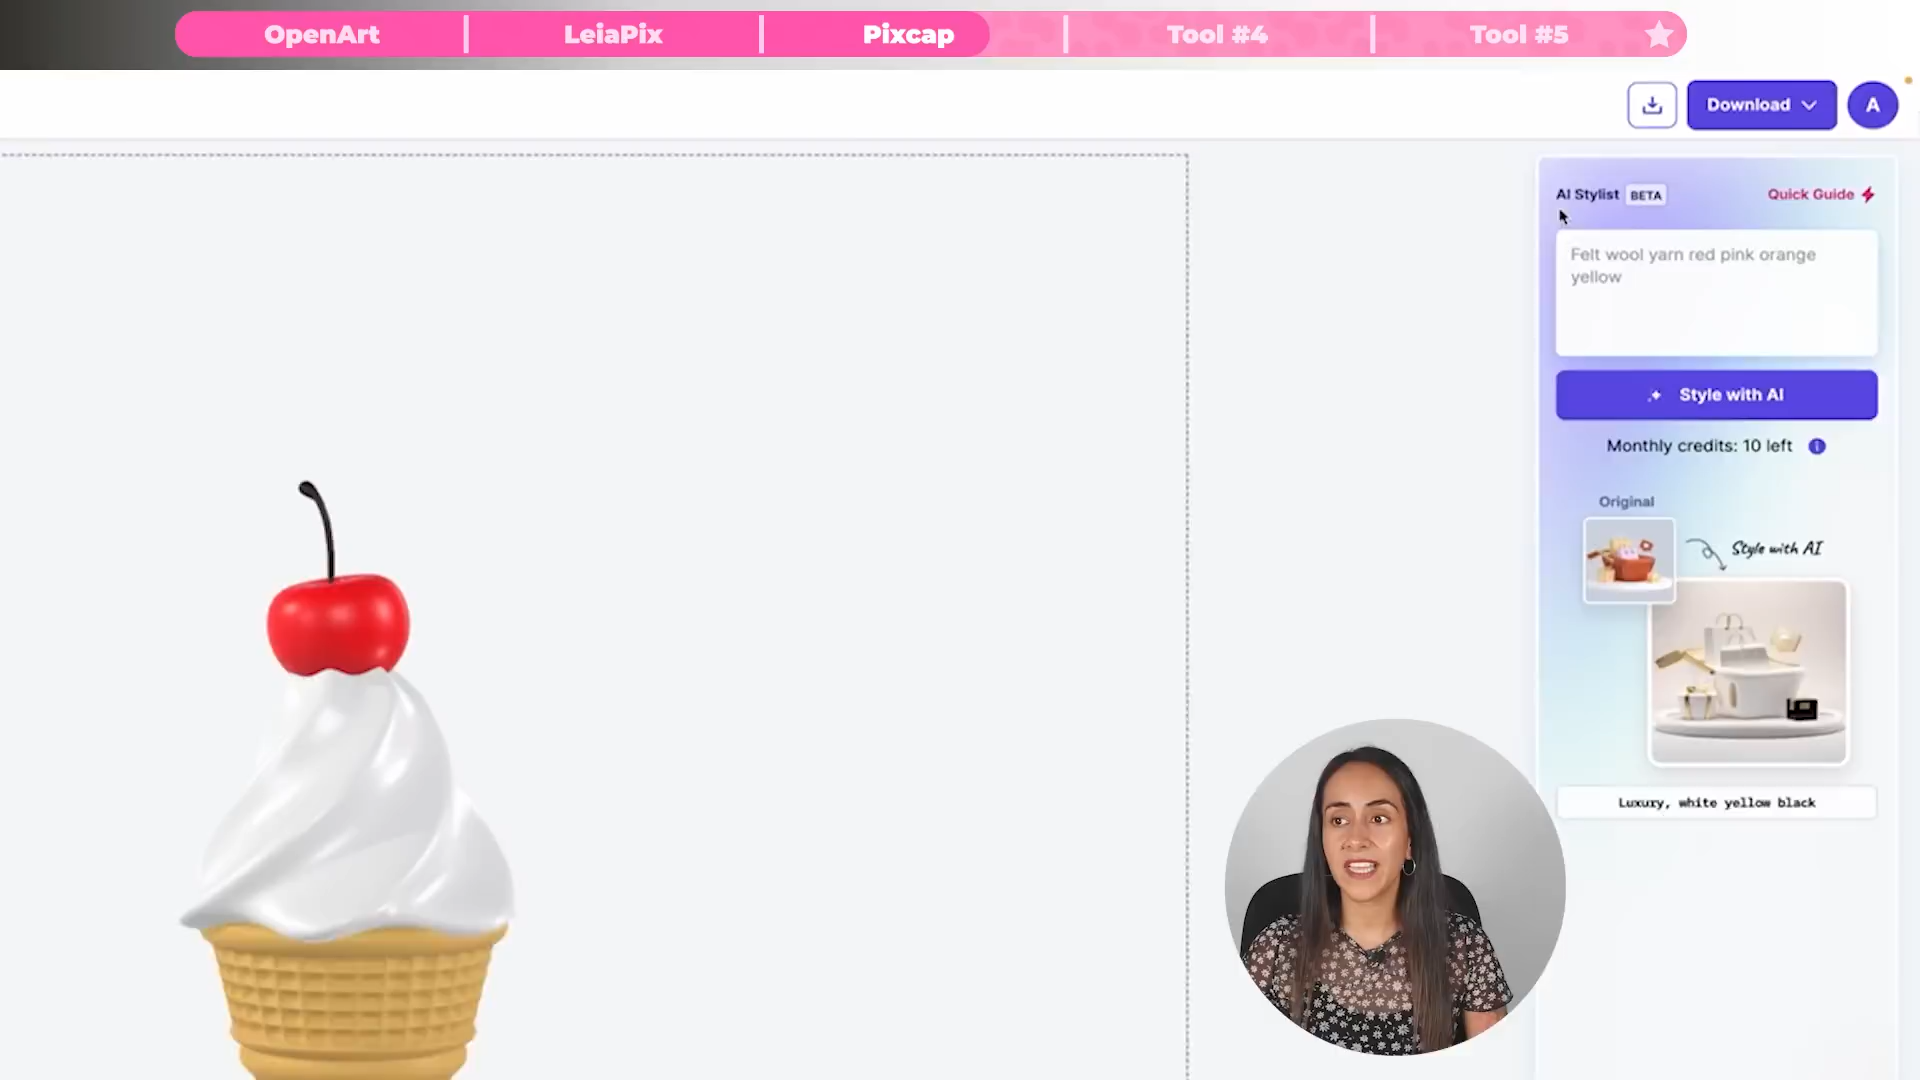 OpenArt
LeiaPix
Pixcap
Tool #4
Tool #5
Download
A
AI Stylist BETA
Quick Guide
Felt wool yarn red pink orange
yellow
Style with AI
Monthly credits: 10 left
Original
Style with AI
Luxury, white yellow black